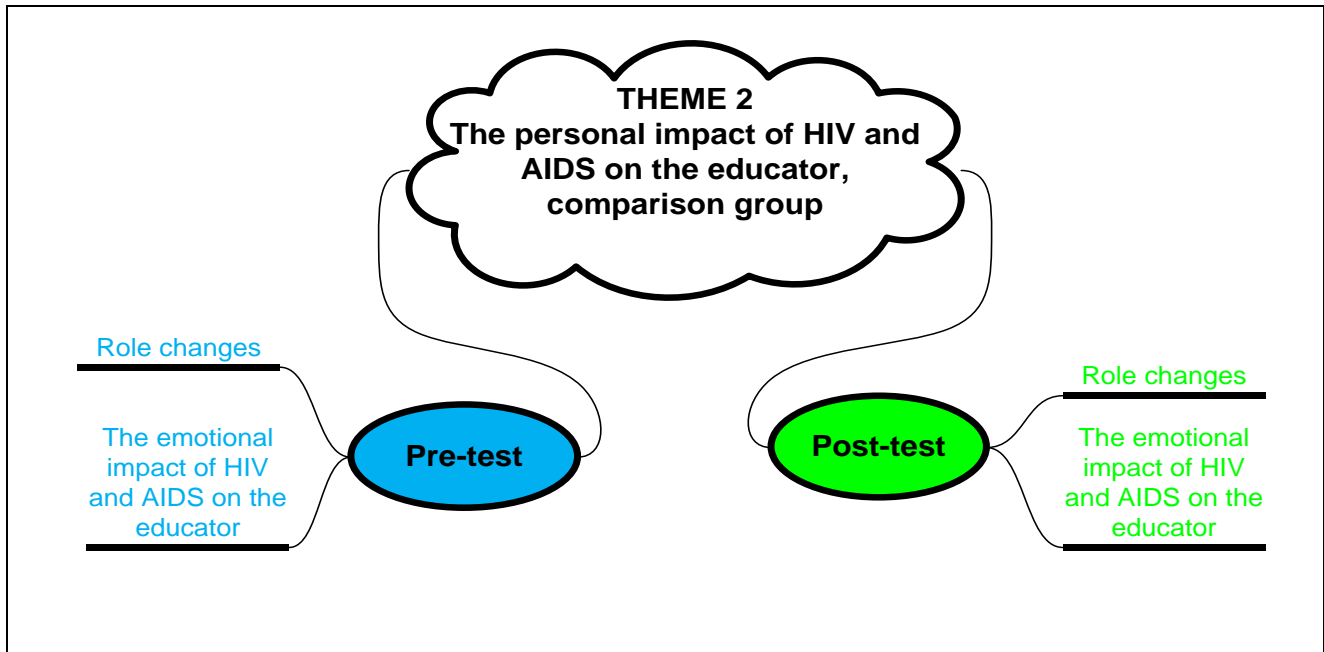 THEME 2
The personal impact of HIV and
AIDS on the educator,
comparison group
Role changes
The emotional
impact of HIV
and AIDS on the
educator
Pre-test
Post-test
Role changes
The emotional
impact of HIV
and AIDS on the
educator